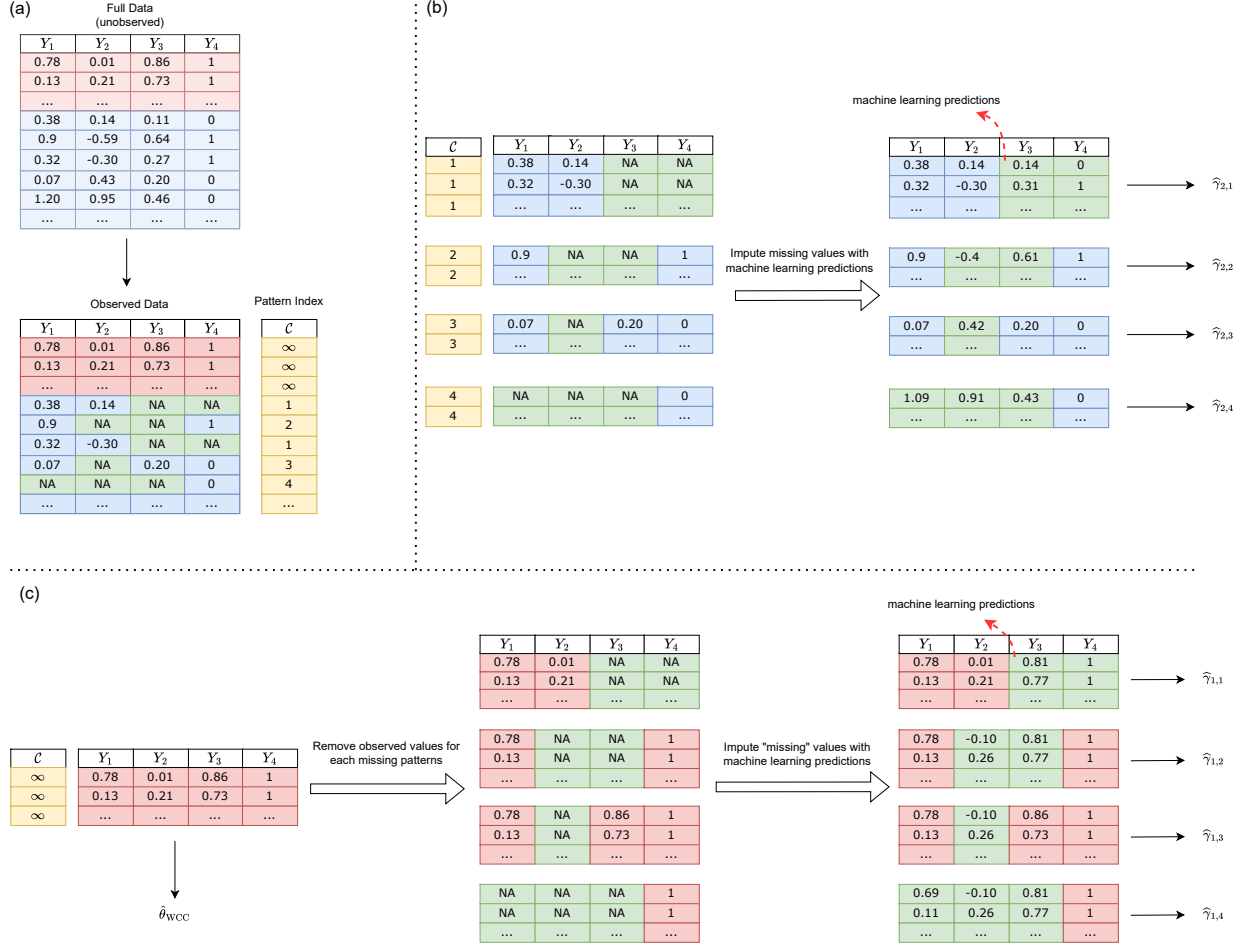 (a)
Full Data
(unobserved)
Y₁ Y₂ Y₃ Y₄
0.78 0.01 0.86 1
0.13 0.21 0.73 1
... ... ... ...
0.38 0.14 0.11 0
0.9 -0.59 0.64 1
0.32 -0.30 0.27 1
0.07 0.43 0.20 0
1.20 0.95 0.46 0
... ... ... ...
Observed Data
Y₁ Y₂ Y₃ Y₄
0.78 0.01 0.86 1
0.13 0.21 0.73 1
... ... ... ...
0.38 0.14 NA NA
0.9 NA NA 1
0.32 -0.30 NA NA
0.07 NA 0.20 0
NA NA NA 0
... ... ... ...
Pattern Index
𝒞
∞
∞
∞
1
2
1
3
4
...
(b)
𝒞
1
1
1
Y₁ Y₂ Y₃ Y₄
0.38 0.14 NA NA
0.32 -0.30 NA NA
... ... ... ...
2
2
0.9 NA NA 1
... ... ... ...
3
3
0.07 NA 0.20 0
... ... ... ...
4
4
NA NA NA 0
... ... ... ...
Impute missing values with
machine learning predictions
machine learning predictions
Y₁ Y₂ Y₃ Y₄
0.38 0.14 0.14 0
0.32 -0.30 0.31 1
... ... ... ...
γ̂₂,₁
0.9 -0.4 0.61 1
... ... ... ...
γ̂₂,₂
0.07 0.42 0.20 0
... ... ... ...
γ̂₂,₃
1.09 0.91 0.43 0
... ... ... ...
γ̂₂,₄
(c)
𝒞
∞
∞
∞
Y₁ Y₂ Y₃ Y₄
0.78 0.01 0.86 1
0.13 0.21 0.73 1
... ... ... ...
θ̂_WCC
Remove observed values for
each missing patterns
Y₁ Y₂ Y₃ Y₄
0.78 0.01 NA NA
0.13 0.21 NA NA
... ... ... ...
0.78 NA NA 1
0.13 NA NA 1
... ... ... ...
0.78 NA 0.86 1
0.13 NA 0.73 1
... ... ... ...
NA NA NA 1
NA NA NA 1
... ... ... ...
Impute "missing" values with
machine learning predictions
machine learning predictions
Y₁ Y₂ Y₃ Y₄
0.78 0.01 0.81 1
0.13 0.21 0.77 1
... ... ... ...
γ̂₁,₁
0.78 -0.10 0.81 1
0.13 0.26 0.77 1
... ... ... ...
γ̂₁,₂
0.78 -0.10 0.86 1
0.13 0.26 0.73 1
... ... ... ...
γ̂₁,₃
0.69 -0.10 0.81 1
0.11 0.26 0.77 1
... ... ... ...
γ̂₁,₄